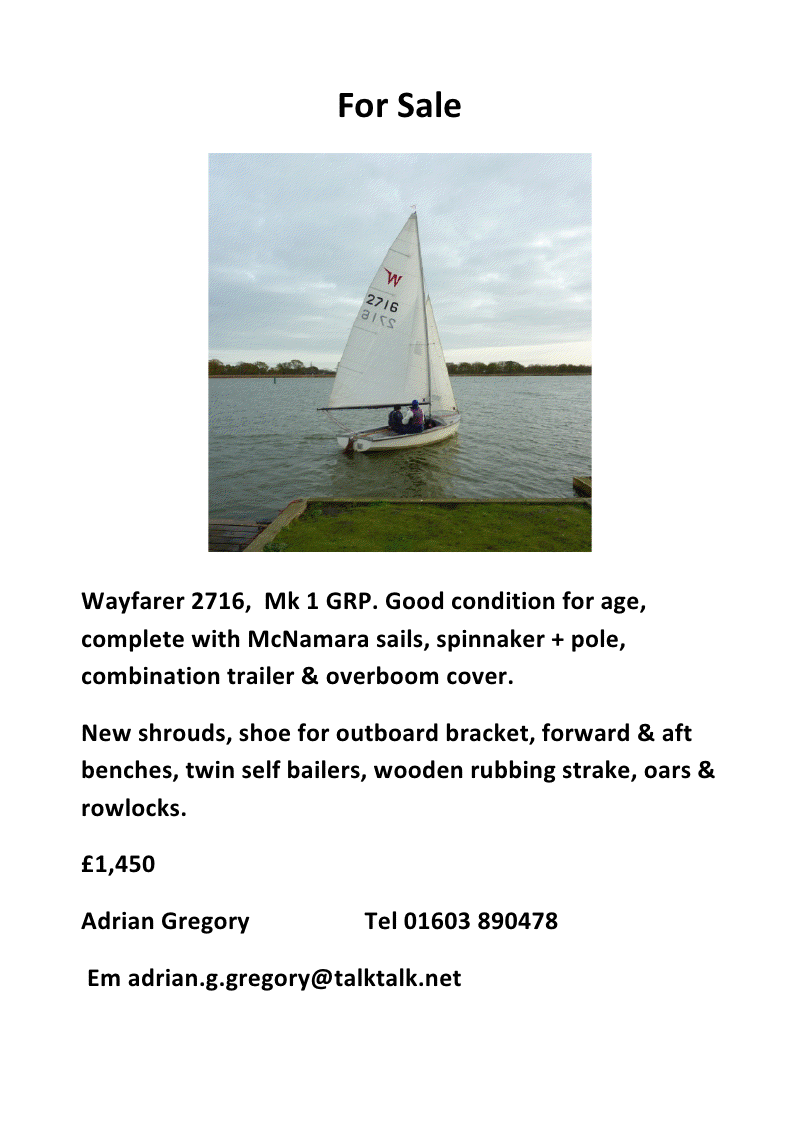 For Sale
W
2716
2716
Wayfarer 2716, Mk 1 GRP. Good condition for age,
complete with McNamara sails, spinnaker + pole,
combination trailer & overboom cover.
New shrouds, shoe for outboard bracket, forward & aft
benches, twin self bailers, wooden rubbing strake, oars &
rowlocks.
£1,450
Adrian Gregory Tel 01603 890478
Em adrian.g.gregory@talktalk.net